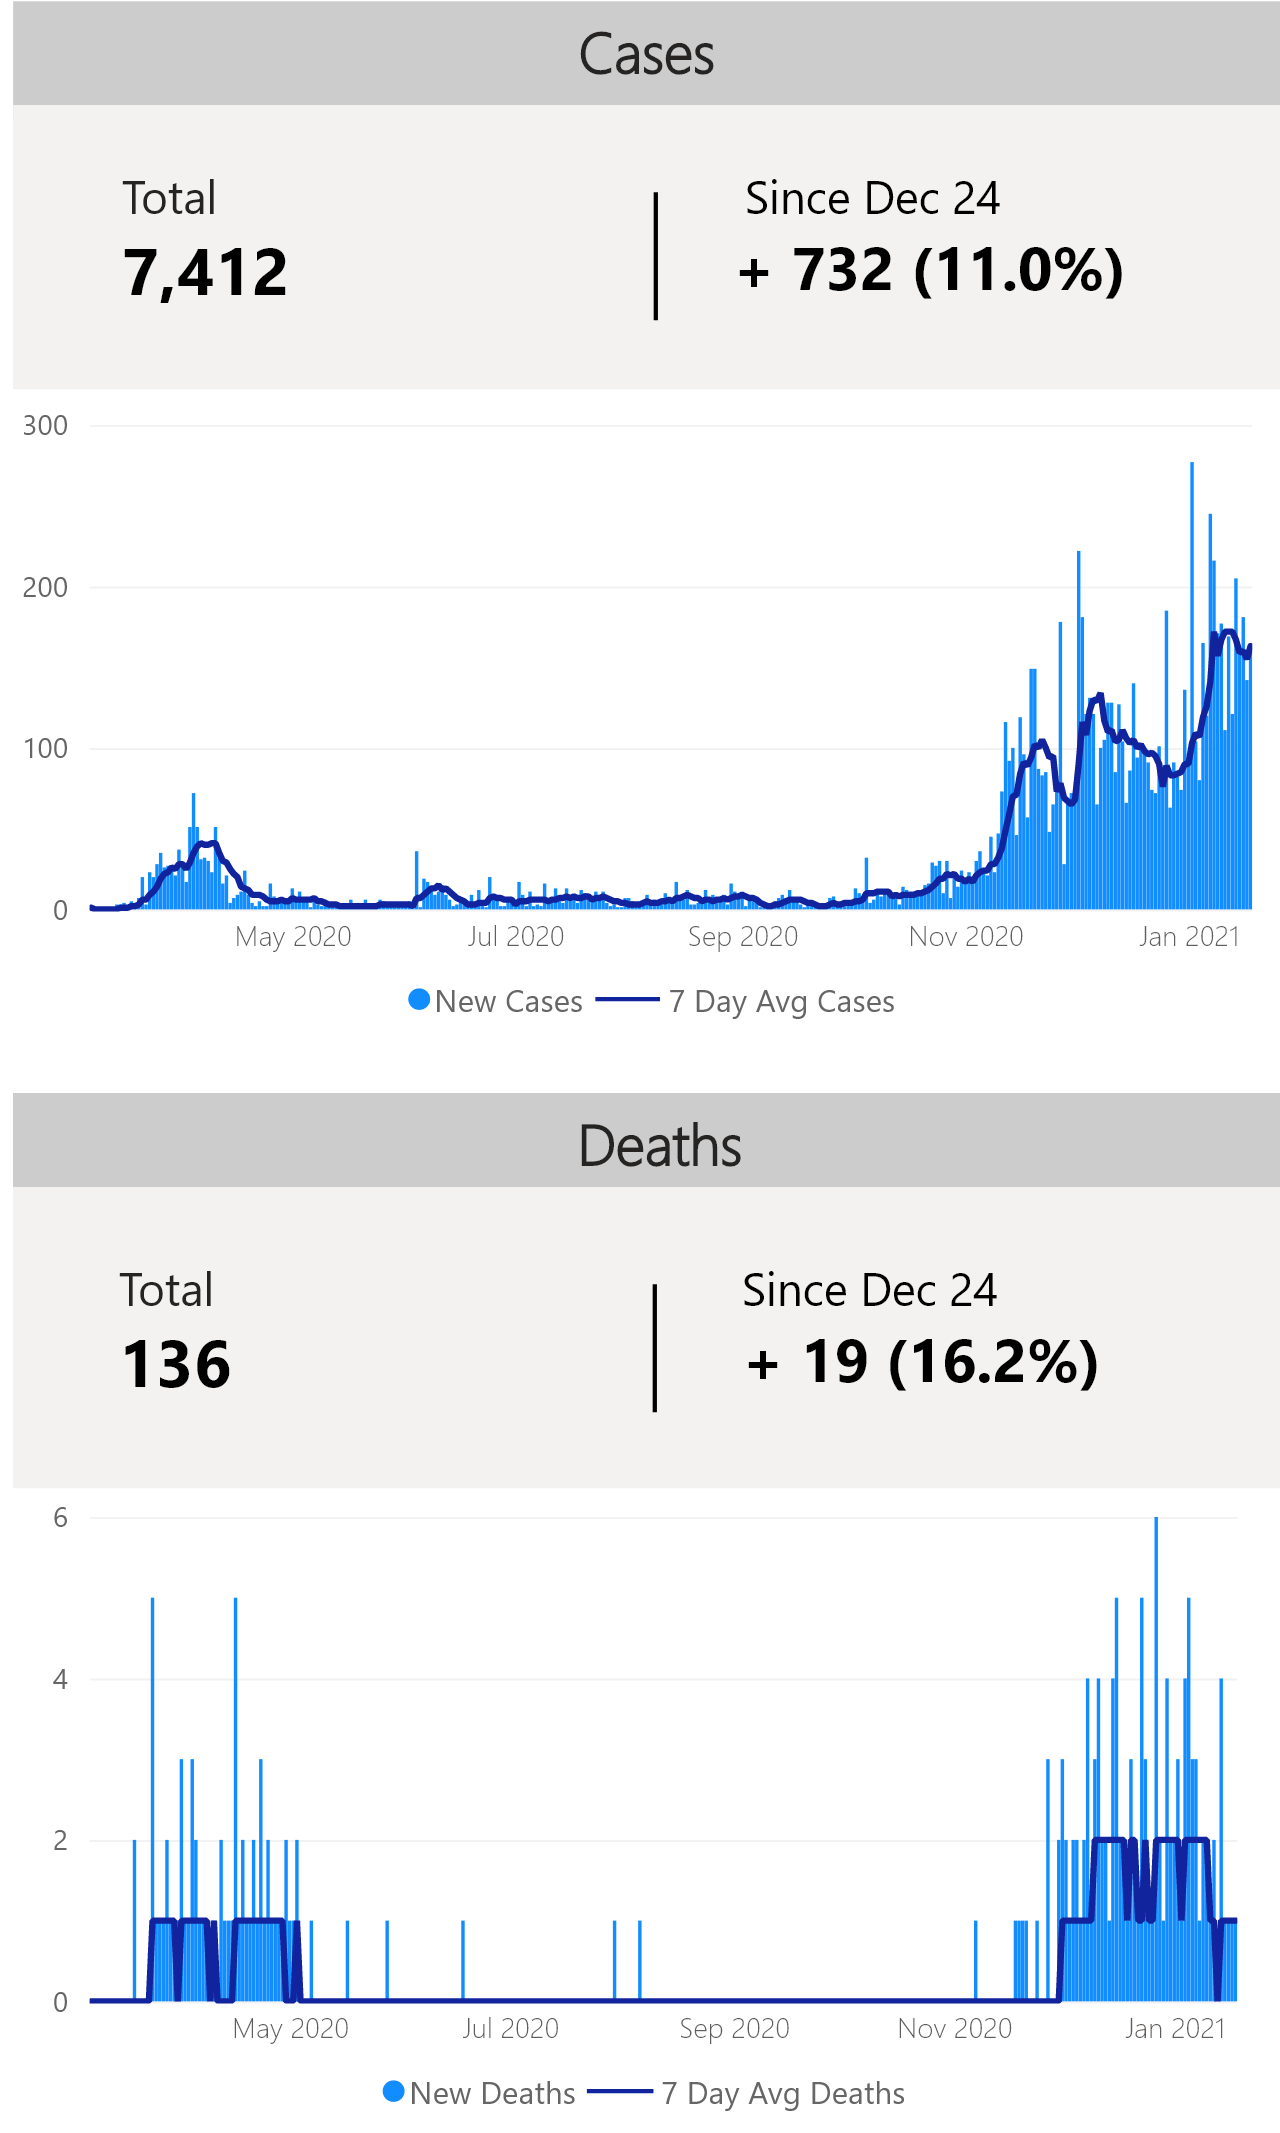 Cases
Total
Since Dec 24
7,412
+ 732 (11.0%)
300
200
100
0
May 2020 Jul 2020 Sep 2020 Nov 2020 Jan 2021
New Cases 7 Day Avg Cases
Deaths
Total
Since Dec 24
136
+ 19 (16.2%)
6
4
2
0
May 2020 Jul 2020 Sep 2020 Nov 2020 Jan 2021
New Deaths 7 Day Avg Deaths